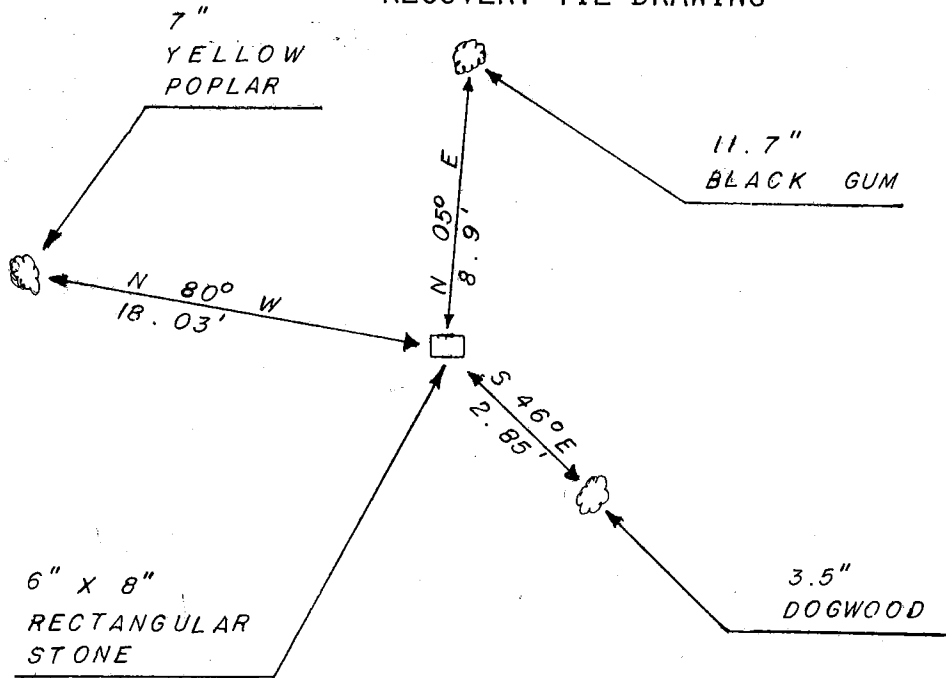 RECOVERY TIE DRAWING
7"
YELLOW
POPLAR
11.7"
BLACK GUM
N 05° E
8.9'
N 80° W
18.03'
S 46° E
2.85'
6" X 8"
RECTANGULAR
STONE
3.5"
DOGWOOD